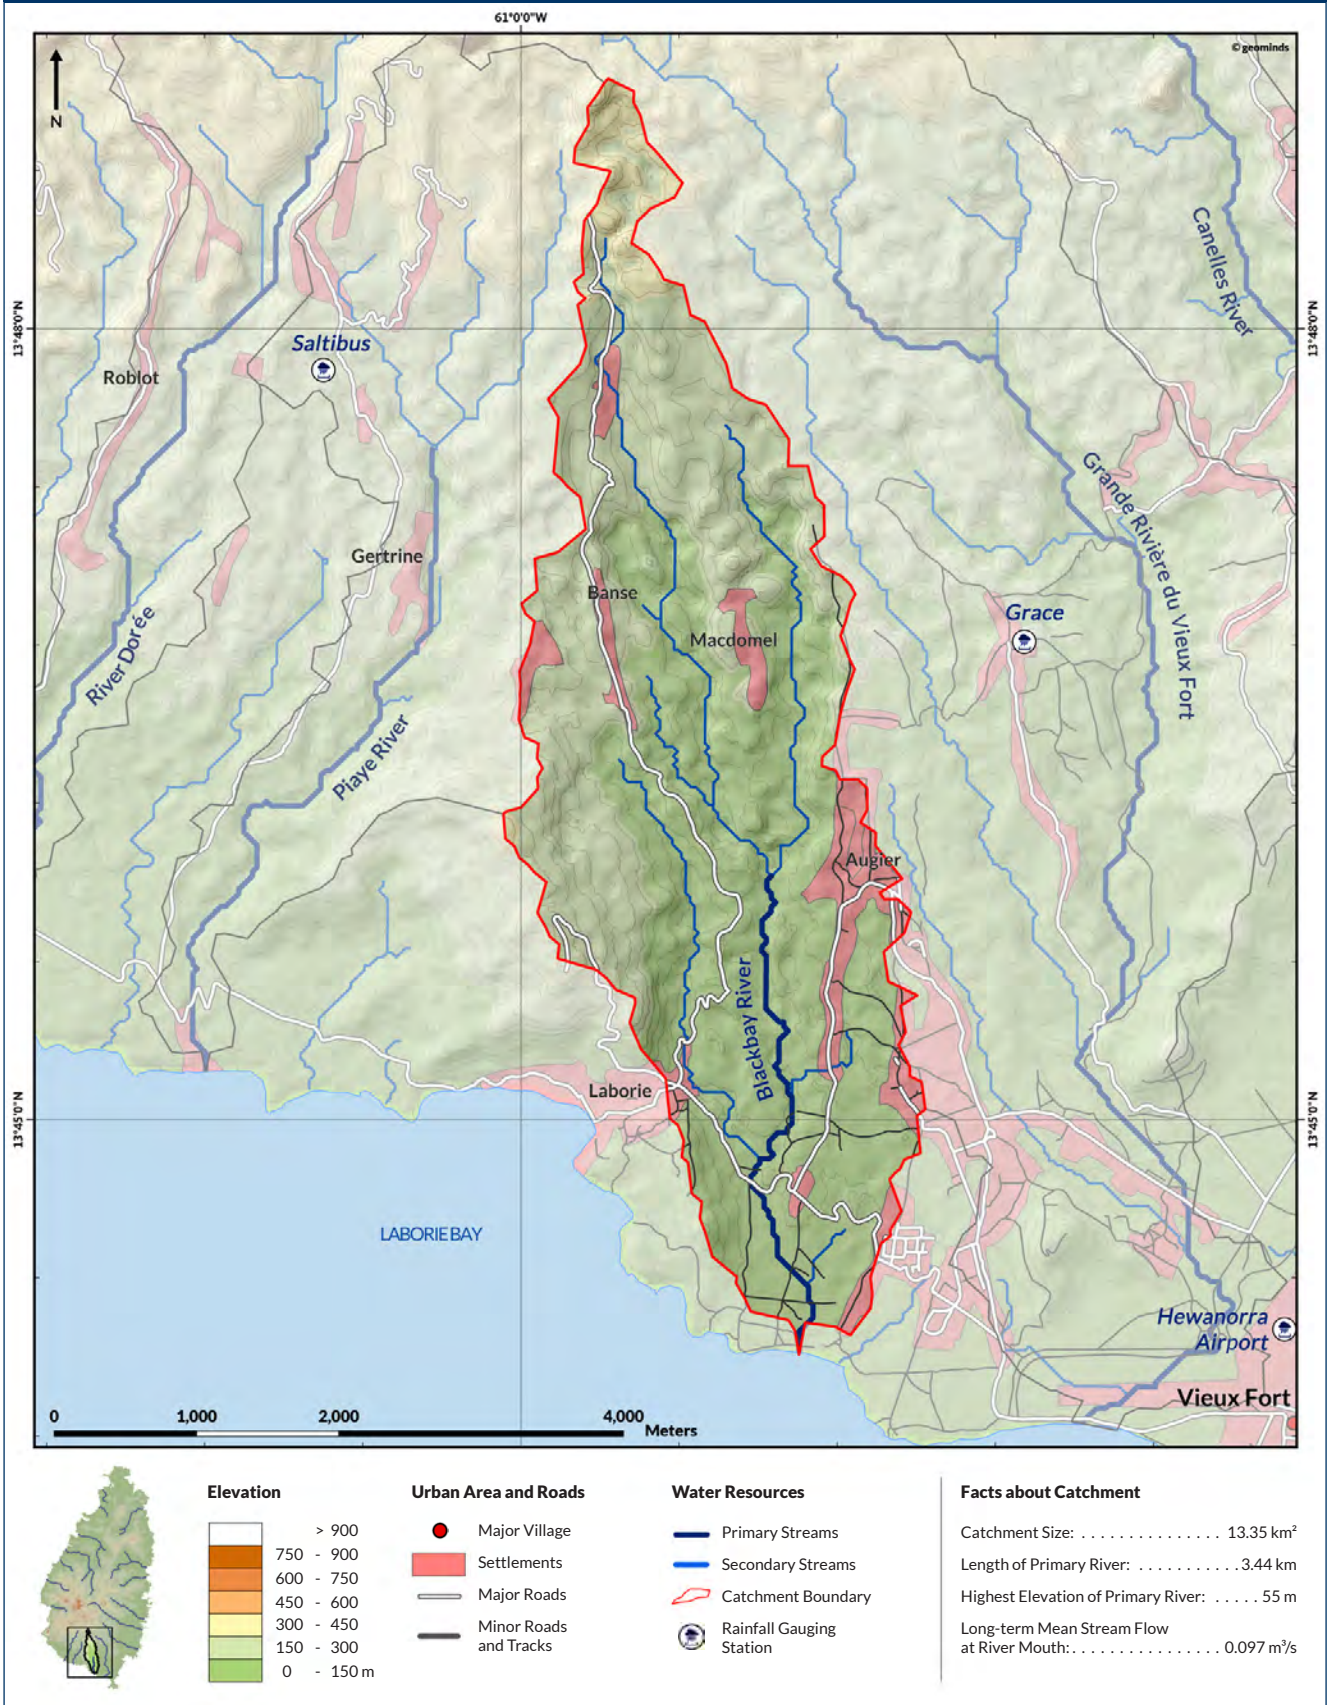 61°0'0"W
© geominds
N
13°48'0"N
13°48'0"N
Canelles River
Saltibus
Roblot
Grande Rivière du Vieux Fort
Gertrine
Banse
Grace
River Dorée
Macdomel
Piaye River
Augier
Blackbay River
Laborie
13°45'0"N
13°45'0"N
LABORIE BAY
Hewanorra
Airport
Vieux Fort
0 1,000 2,000 4,000
Meters
Elevation
> 900
750 - 900
600 - 750
450 - 600
300 - 450
150 - 300
0 - 150 m
Urban Area and Roads
Major Village
Settlements
Major Roads
Minor Roads
and Tracks
Water Resources
Primary Streams
Secondary Streams
Catchment Boundary
Rainfall Gauging
Station
Facts about Catchment
Catchment Size: . . . . . . . . . . . . . . . 13.35 km²
Length of Primary River: . . . . . . . . . . . . 3.44 km
Highest Elevation of Primary River: . . . . . 55 m
Long-term Mean Stream Flow
at River Mouth: . . . . . . . . . . . . . . . . 0.097 m³/s